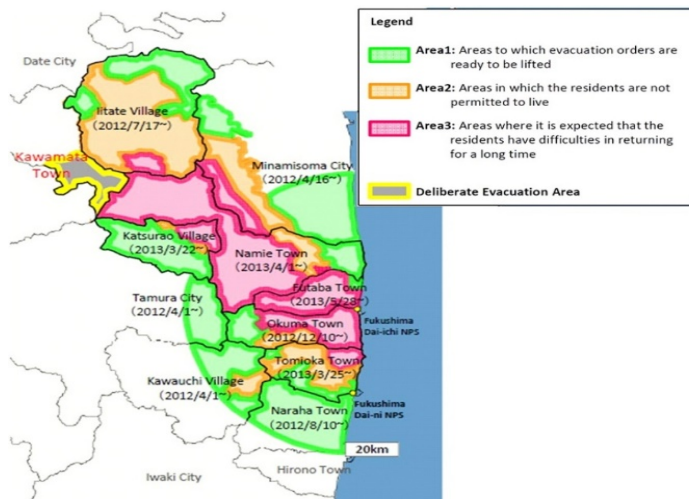 Legend
Area1: Areas to which evacuation orders are
ready to be lifted
Area2: Areas in which the residents are not
permitted to live
Area3: Areas where it is expected that the
residents have difficulties in returning
for a long time
Deliberate Evacuation Area
Date City
Iitate Village
(2012/7/17~)
Kawamata
Town
Minamisoma City
(2012/4/16~)
Katsurao Village
(2013/3/22~)
Namie Town
(2013/4/1~)
Futaba Town
(2013/5/28~)
Tamura City
(2012/4/1~)
Okuma Town
(2012/12/10~)
Fukushima
Dai-ichi NPS
Tomioka Town
(2013/3/25~)
Kawauchi Village
(2012/4/1~)
Fukushima
Dai-ni NPS
Naraha Town
(2012/8/10~)
20km
Iwaki City
Hirono Town